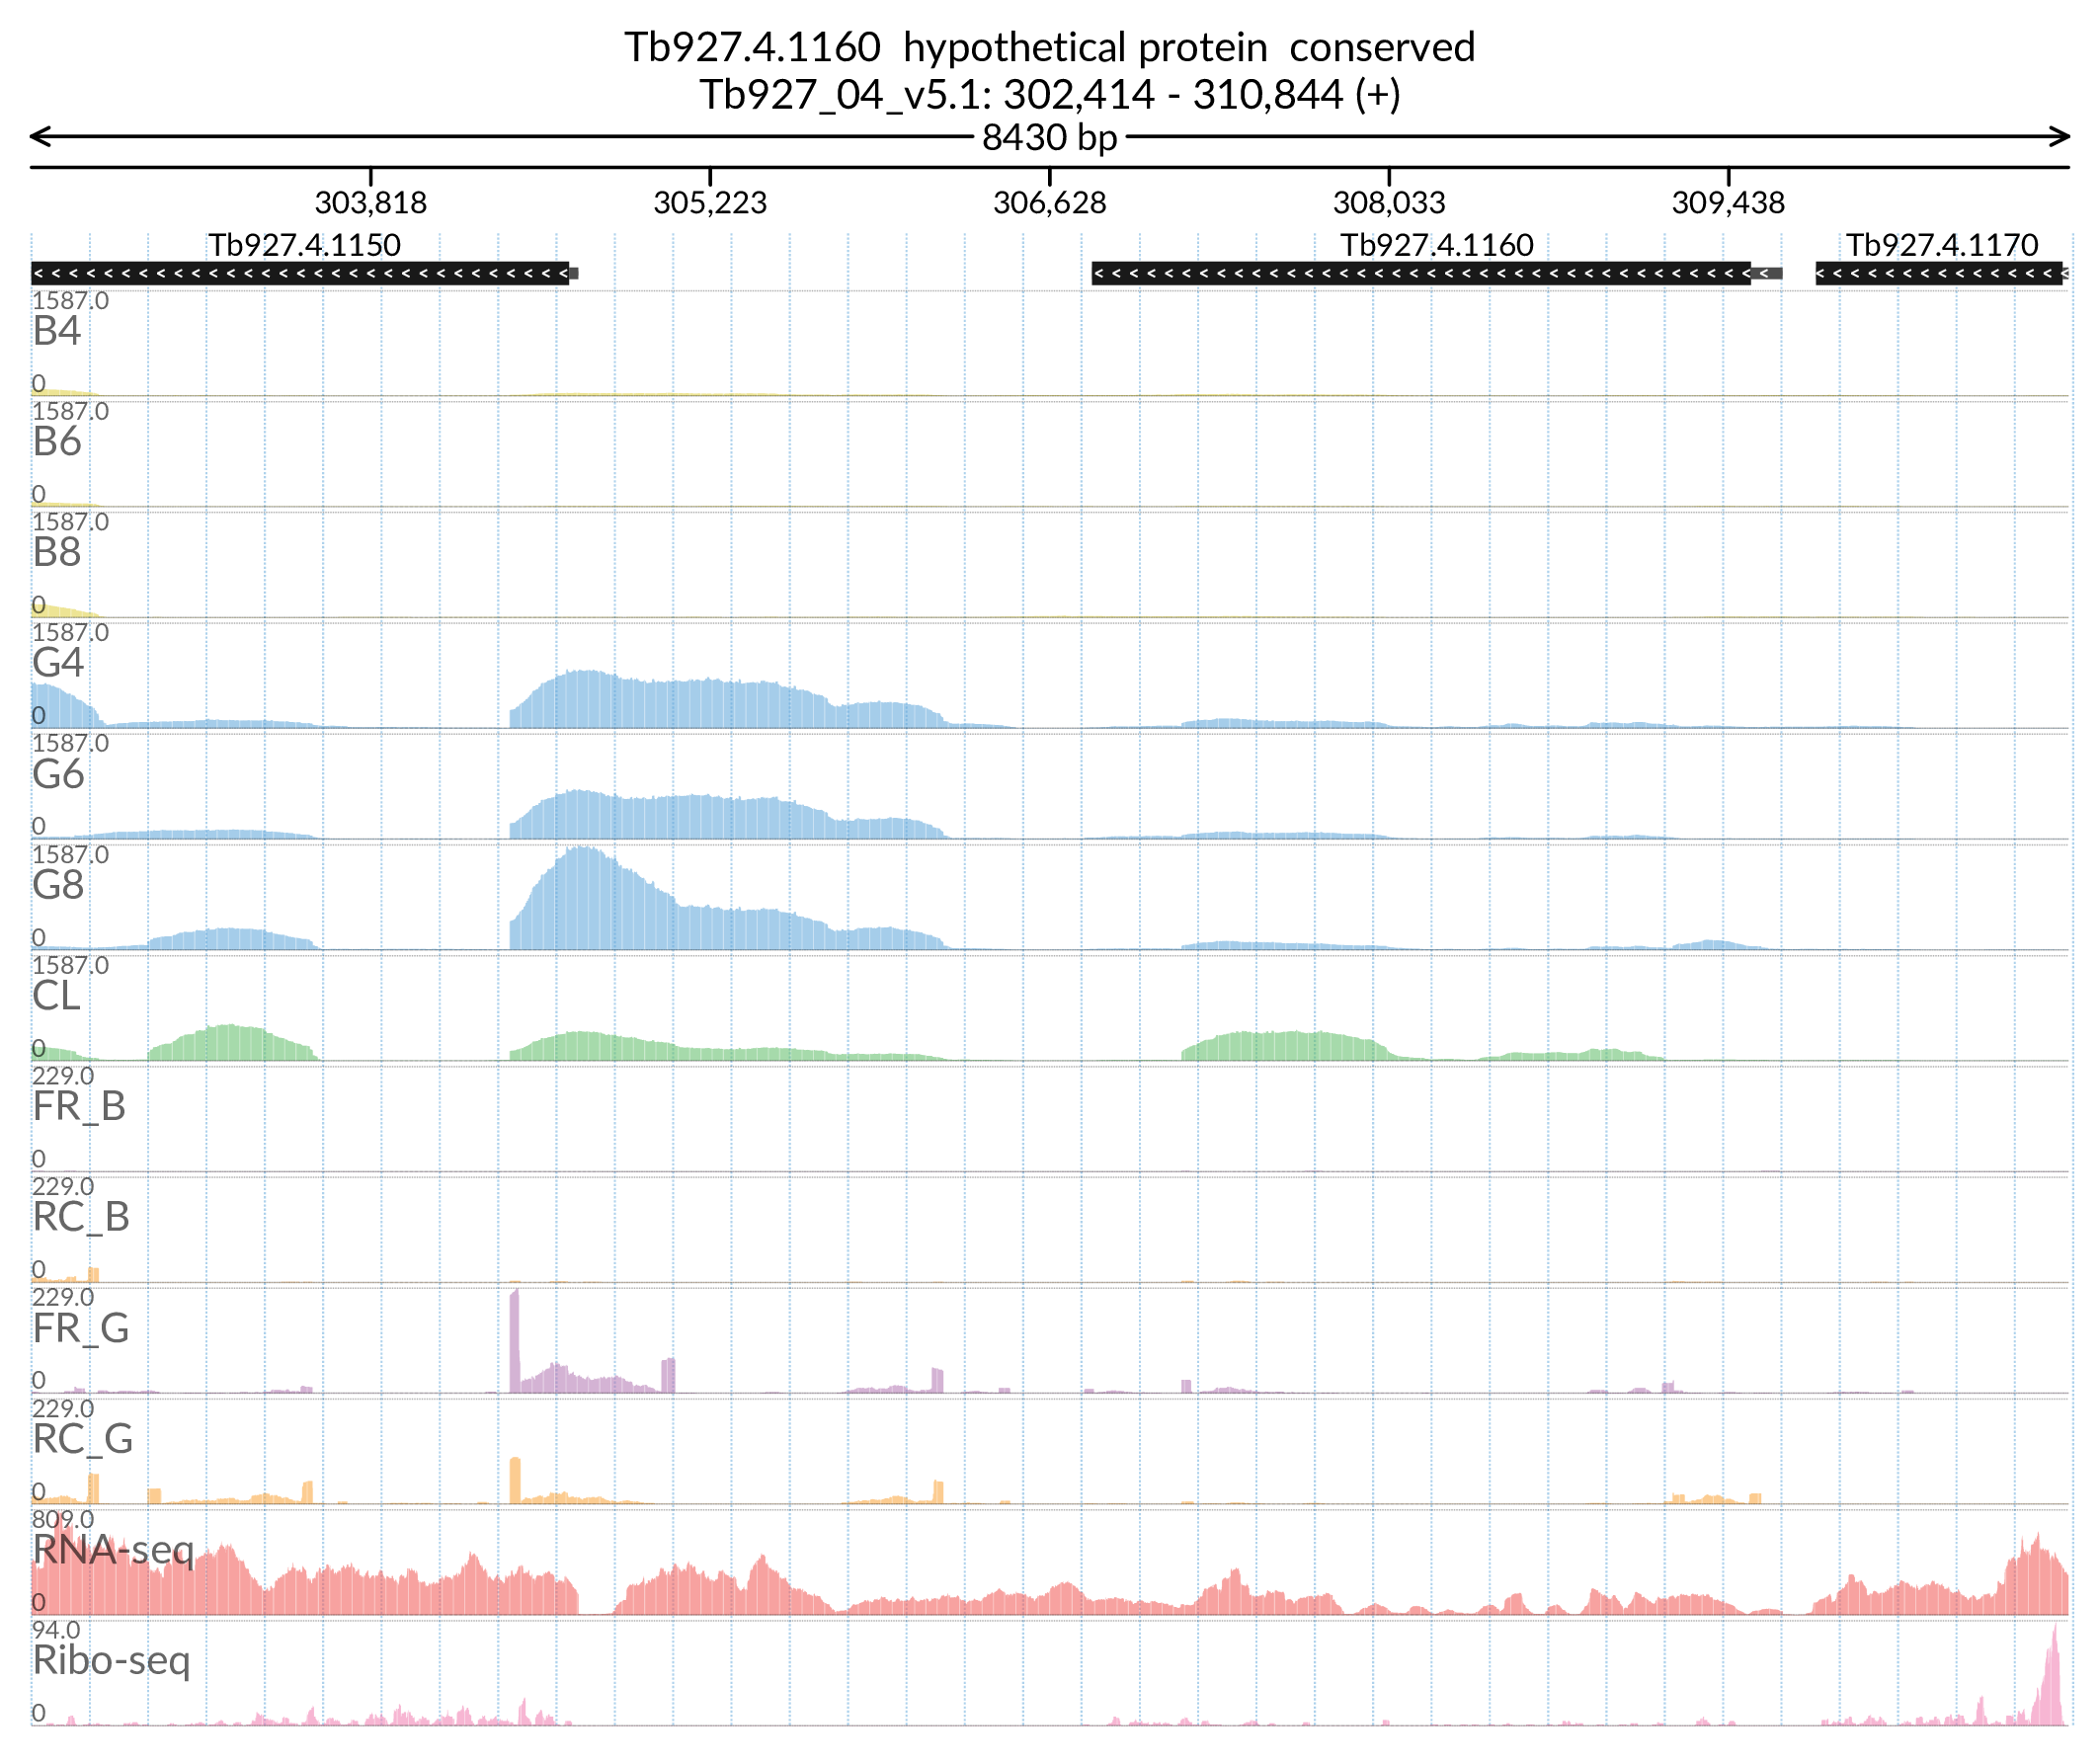 Tb927.4.1160  hypothetical protein  conserved
Tb927_04_v5.1: 302,414 - 310,844 (+)
8430 bp
303,818 305,223 306,628 308,033 309,438
Tb927.4.1150 Tb927.4.1160 Tb927.4.1170
1587.0
B4
0
1587.0
B6
0
1587.0
B8
0
1587.0
G4
0
1587.0
G6
0
1587.0
G8
0
1587.0
CL
0
229.0
FR_B
0
229.0
RC_B
0
229.0
FR_G
0
229.0
RC_G
0
809.0
RNA-seq
0
94.0
Ribo-seq
0